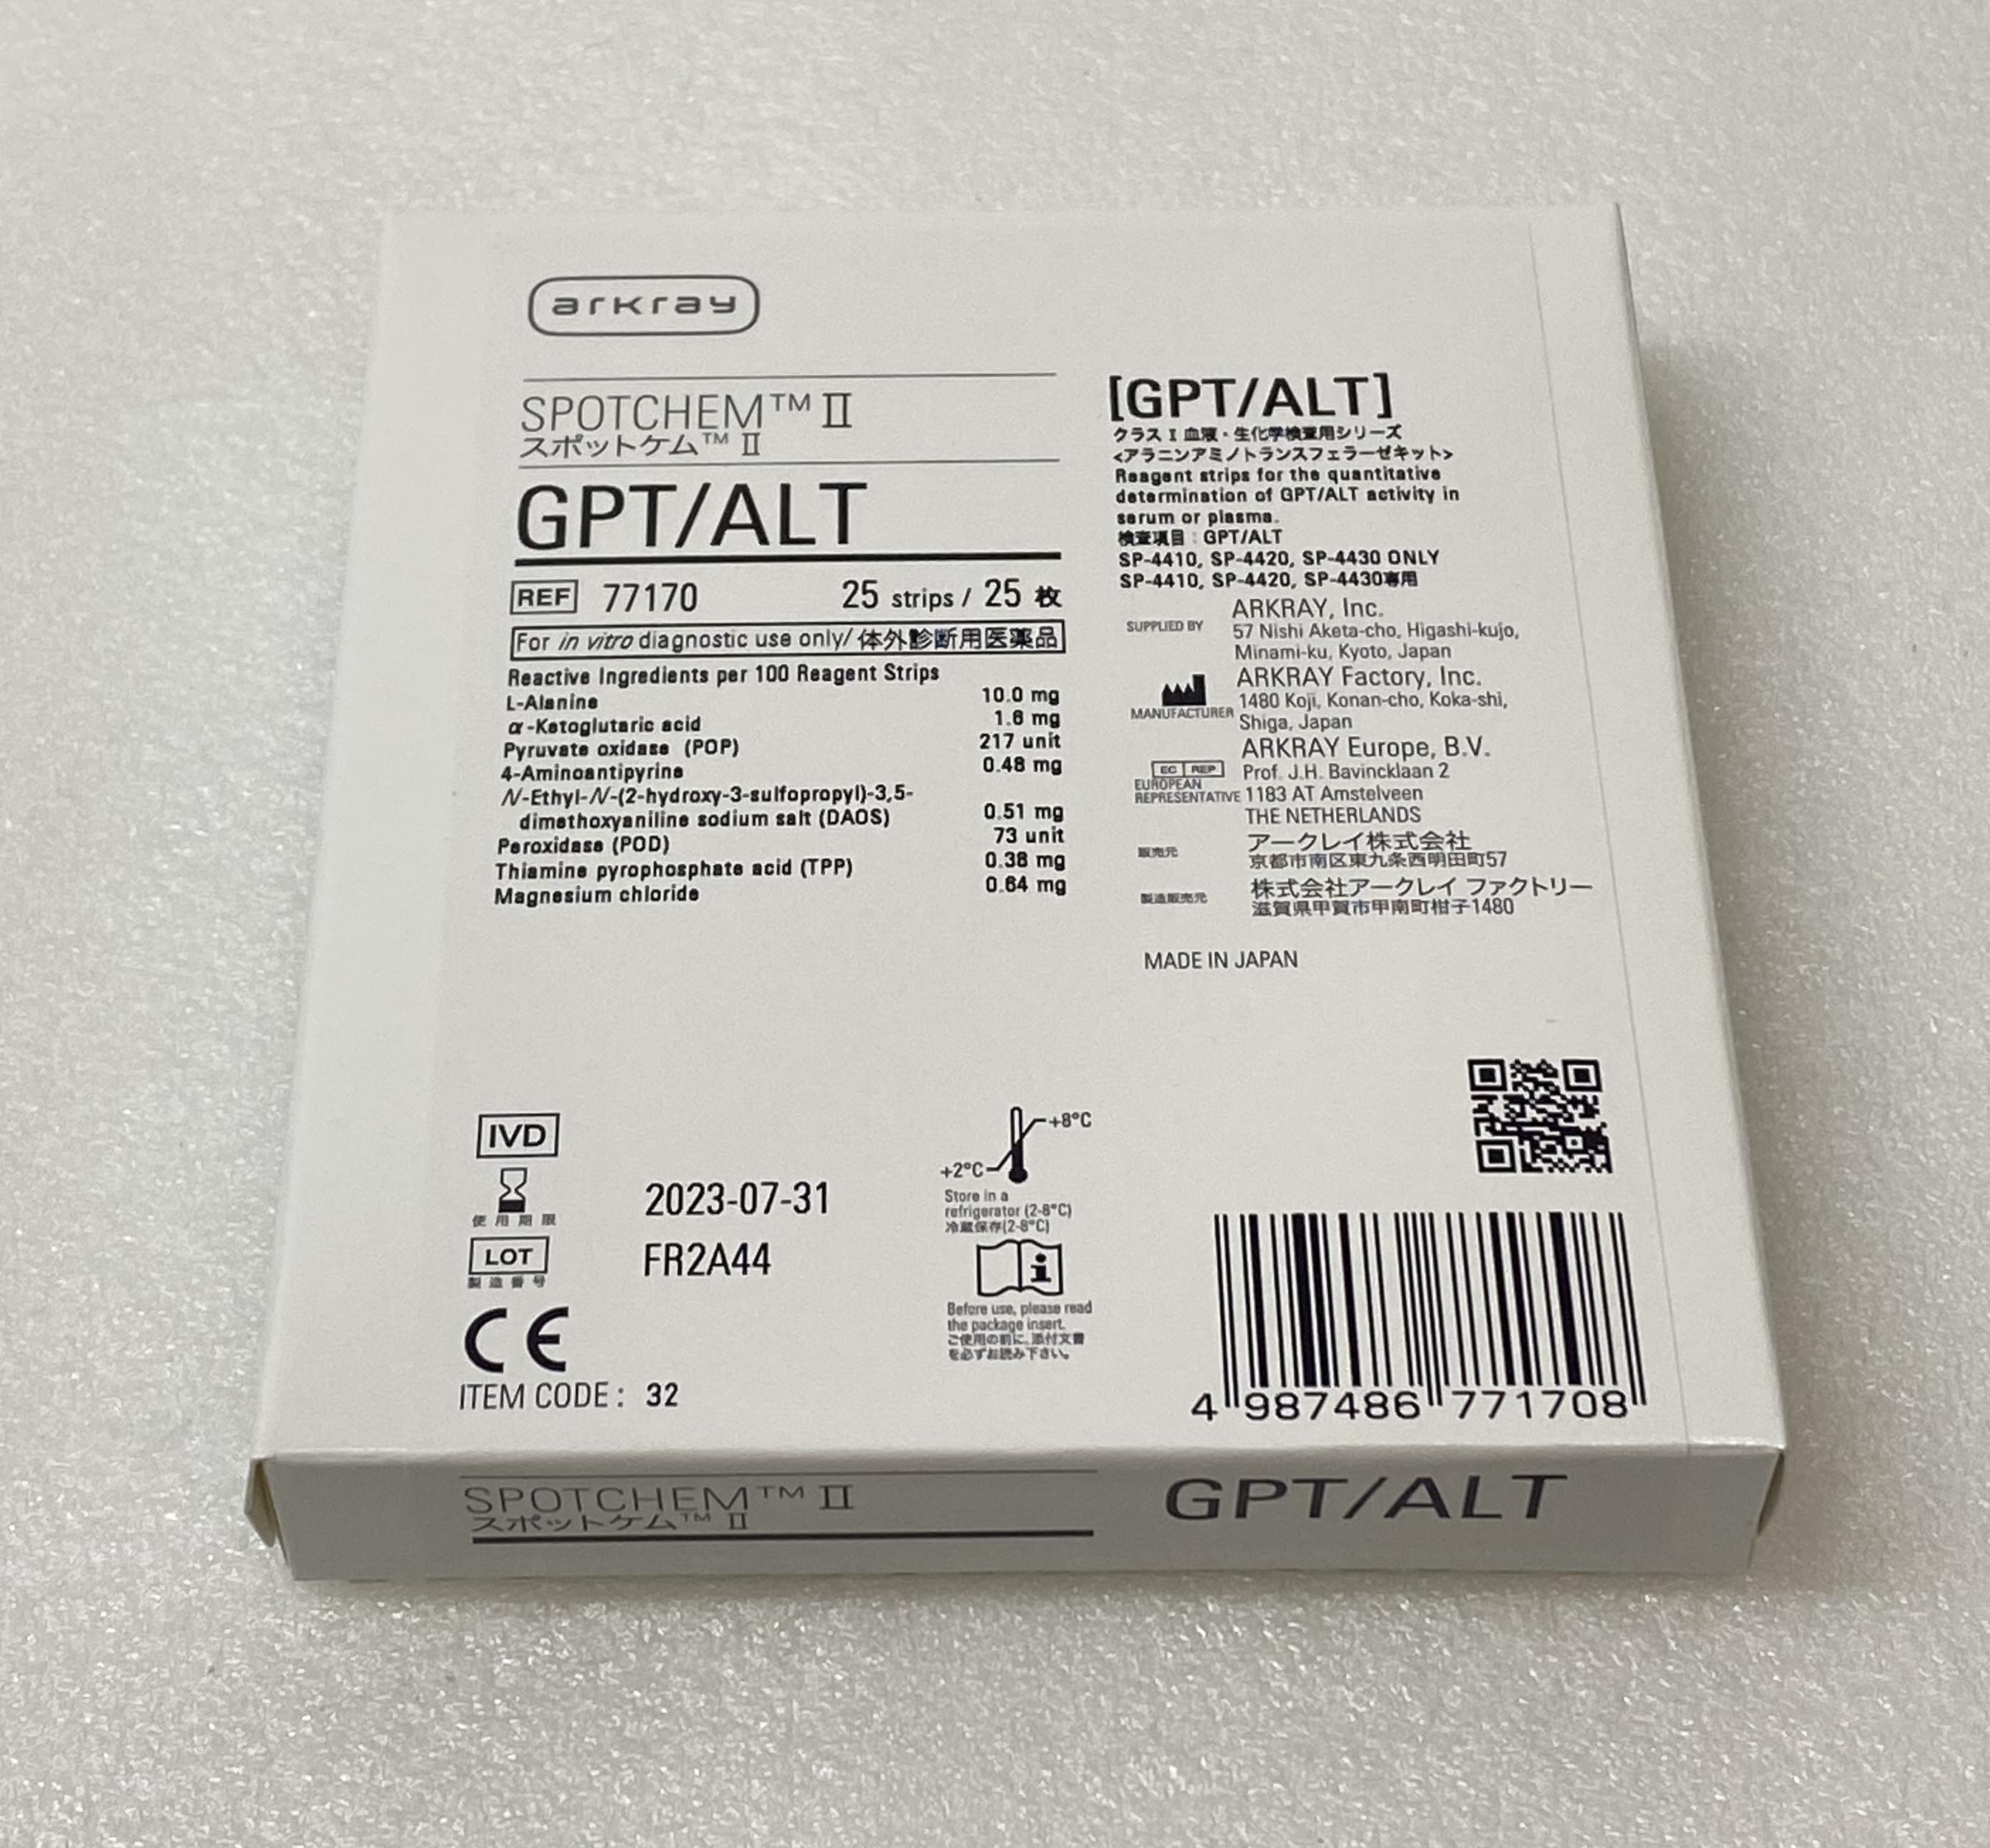 arkray
SPOTCHEM™ II
スポットケム™ II
GPT/ALT
REF 77170 25 strips / 25 枚
For in vitro diagnostic use only/ 体外診断用医薬品
Reactive Ingredients per 100 Reagent Strips
L-Alanine 10.0 mg
α-Ketoglutaric acid 1.6 mg
Pyruvate oxidase (POP) 217 unit
4-Aminoantipyrine 0.48 mg
N-Ethyl-N-(2-hydroxy-3-sulfopropyl)-3,5-
dimethoxyaniline sodium salt (DAOS) 0.51 mg
Peroxidase (POD) 73 unit
Thiamine pyrophosphate acid (TPP) 0.38 mg
Magnesium chloride 0.64 mg
[GPT/ALT]
クラス I 血液・生化学検査用シリーズ
<アラニンアミノトランスフェラーゼキット>
Reagent strips for the quantitative
determination of GPT/ALT activity in
serum or plasma.
検査項目：GPT/ALT
SP-4410, SP-4420, SP-4430 ONLY
SP-4410, SP-4420, SP-4430専用
SUPPLIED BY ARKRAY, Inc.
57 Nishi Aketa-cho, Higashi-kujo,
Minami-ku, Kyoto, Japan
MANUFACTURER ARKRAY Factory, Inc.
1480 Koji, Konan-cho, Koka-shi,
Shiga, Japan
EC REP
EUROPEAN
REPRESENTATIVE
ARKRAY Europe, B.V.
Prof. J.H. Bavincklaan 2
1183 AT Amstelveen
THE NETHERLANDS
販売元 アークレイ株式会社
京都市南区東九条西明田町57
製造販売元 株式会社アークレイ ファクトリー
滋賀県甲賀市甲南町柑子1480
MADE IN JAPAN
IVD
使用期限 2023-07-31
LOT FR2A44
製造番号
CE
ITEM CODE : 32
+8°C
+2°C
Store in a
refrigerator (2-8°C)
冷蔵保存(2-8°C)
i
Before use, please read
the package insert.
ご使用の前に、添付文書
を必ずお読み下さい。
4 987486 771708
SPOTCHEM™ II
スポットケム™ II
GPT/ALT